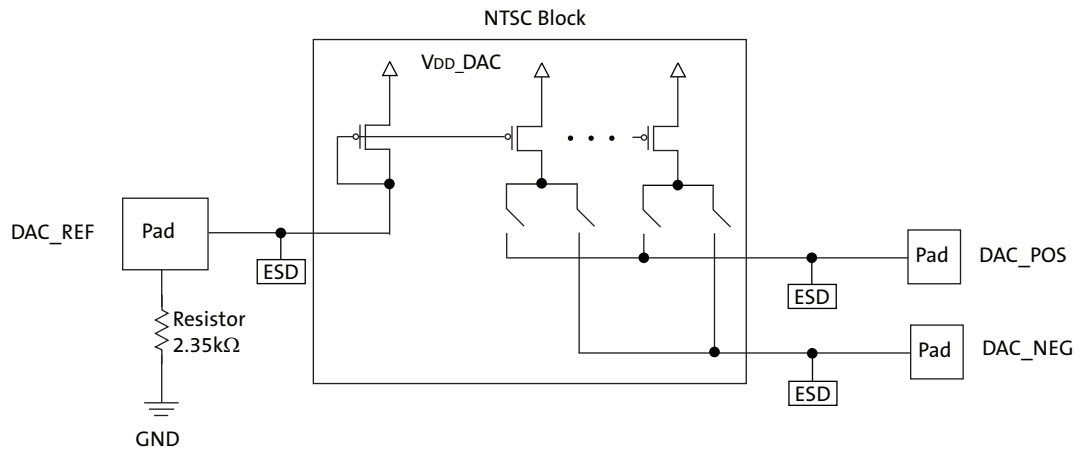 NTSC Block
VDD_DAC
DAC_REF
Pad
ESD
Resistor
2.35kΩ
GND
Pad
DAC_POS
ESD
Pad
DAC_NEG
ESD